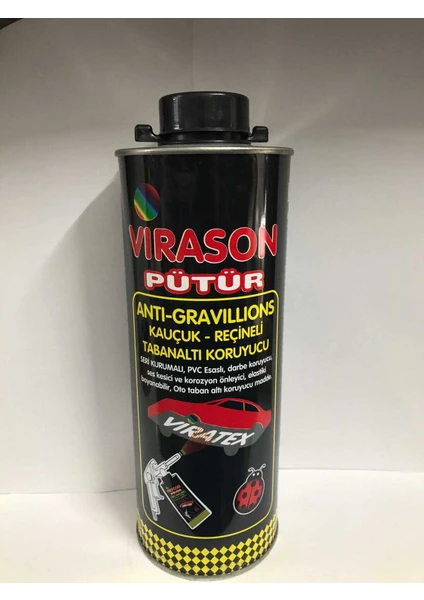 VIRASON
PÜTÜR
ANTI-GRAVILLIONS
KAUÇUK - REÇİNELİ
TABANALTI KORUYUCU
SERİ KURUMALI, PVC Esaslı, darbe koruyucu,
ses kesici ve korozyon önleyici, elastiki
boyanabilir, Oto taban altı koruyucu madde.
VIRATEX